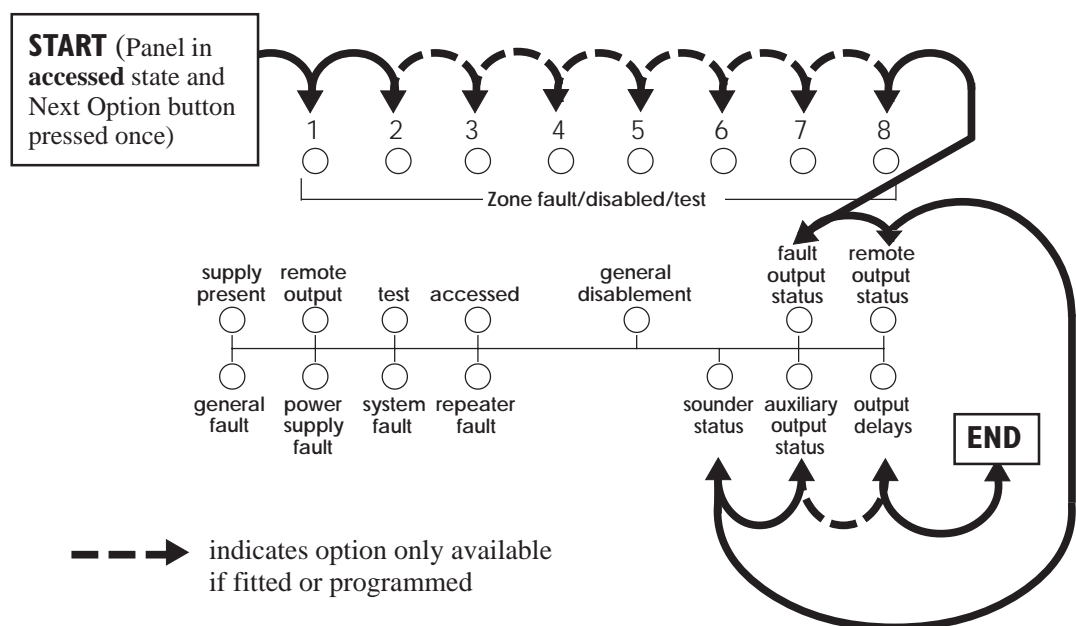 START (Panel in
accessed state and
Next Option button
pressed once)
1 2 3 4 5 6 7 8
Zone fault/disabled/test
supply
present
remote
output
test
accessed
general
disablement
fault
output
status
remote
output
status
general
fault
power
supply
fault
system
fault
repeater
fault
sounder
status
auxiliary
output
status
output
delays
END
indicates option only available
if fitted or programmed